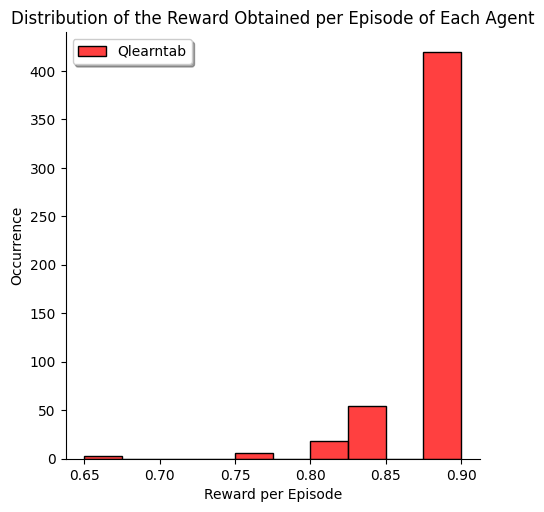 Distribution of the Reward Obtained per Episode of Each Agent
Qlearntab
400
350
300
250
200
150
100
50
0
Occurrence
0.65 0.70 0.75 0.80 0.85 0.90
Reward per Episode